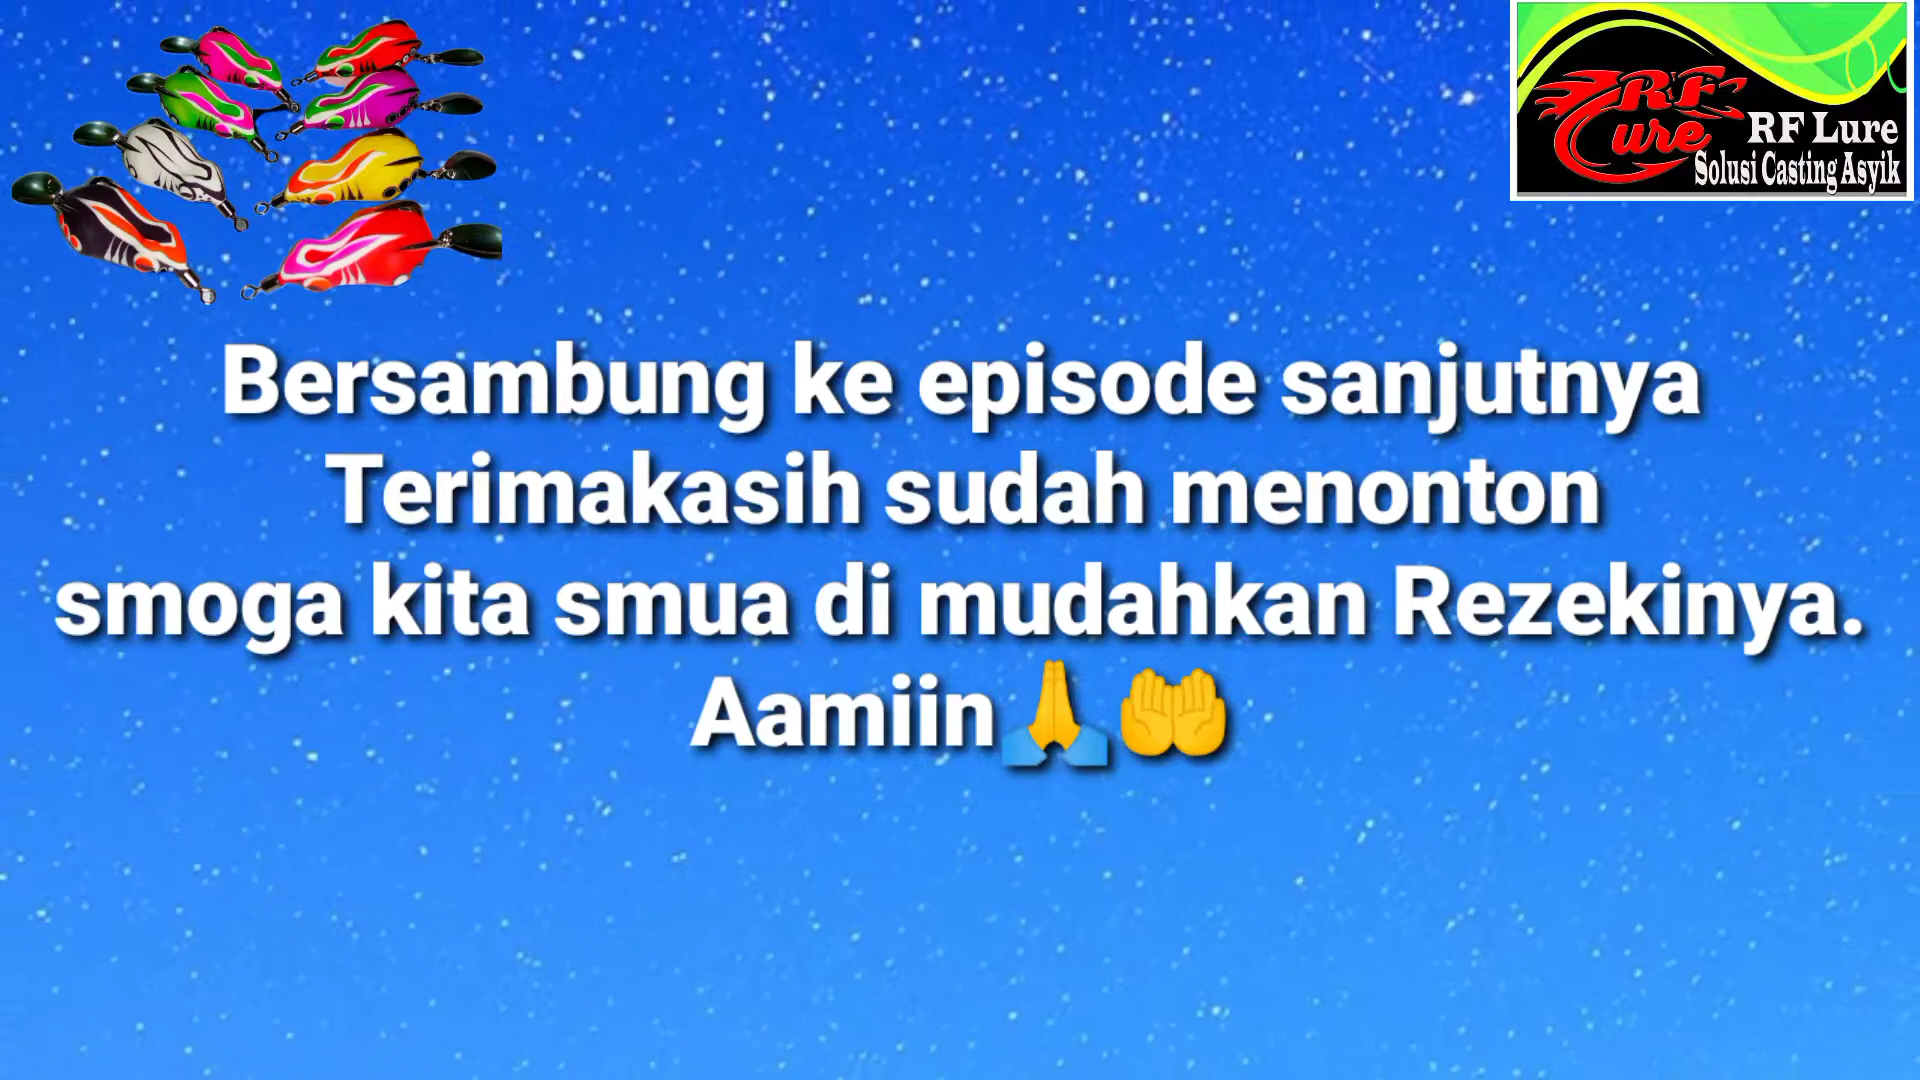 RF
Lure
RF Lure
Solusi Casting Asyik
Bersambung ke episode sanjutnya
Terimakasih sudah menonton
smoga kita smua di mudahkan Rezekinya.
Aamiin🙏🤲